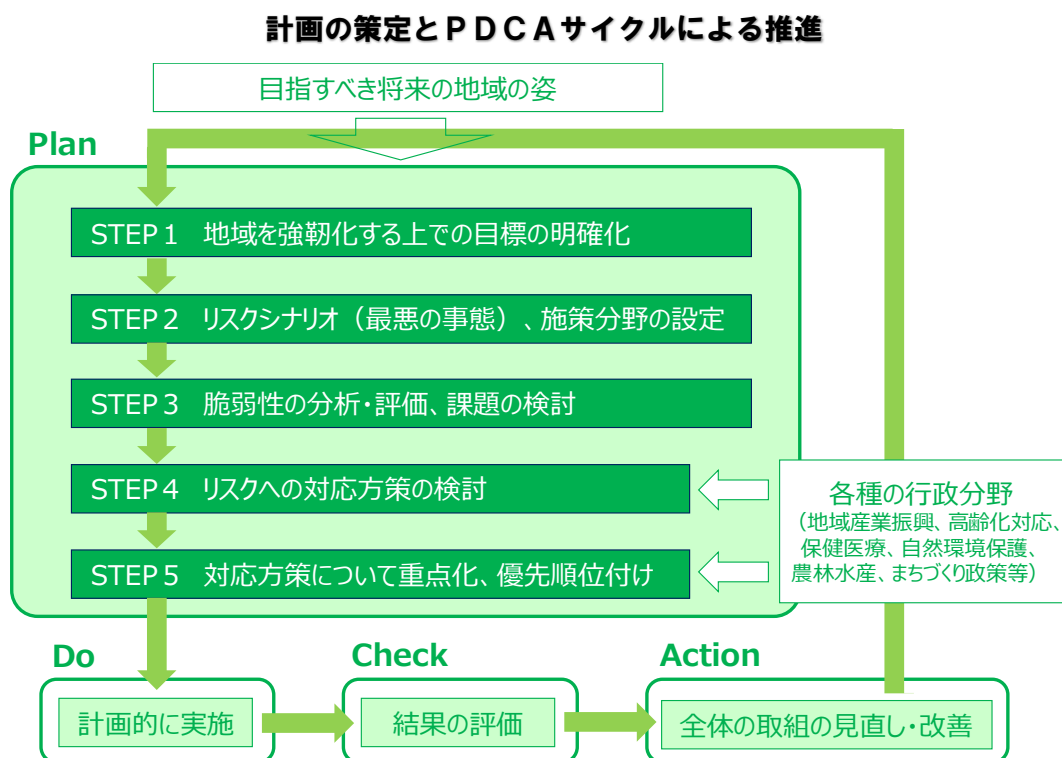 計画の策定とPDCAサイクルによる推進
目指すべき将来の地域の姿
Plan
STEP1 地域を強靭化する上での目標の明確化
STEP2 リスクシナリオ（最悪の事態）、施策分野の設定
STEP3 脆弱性の分析・評価、課題の検討
STEP4 リスクへの対応方策の検討
STEP5 対応方策について重点化、優先順位付け
各種の行政分野
（地域産業振興、高齢化対応、
保健医療、自然環境保護、
農林水産、まちづくり政策等）
Do
計画的に実施
Check
結果の評価
Action
全体の取組の見直し・改善